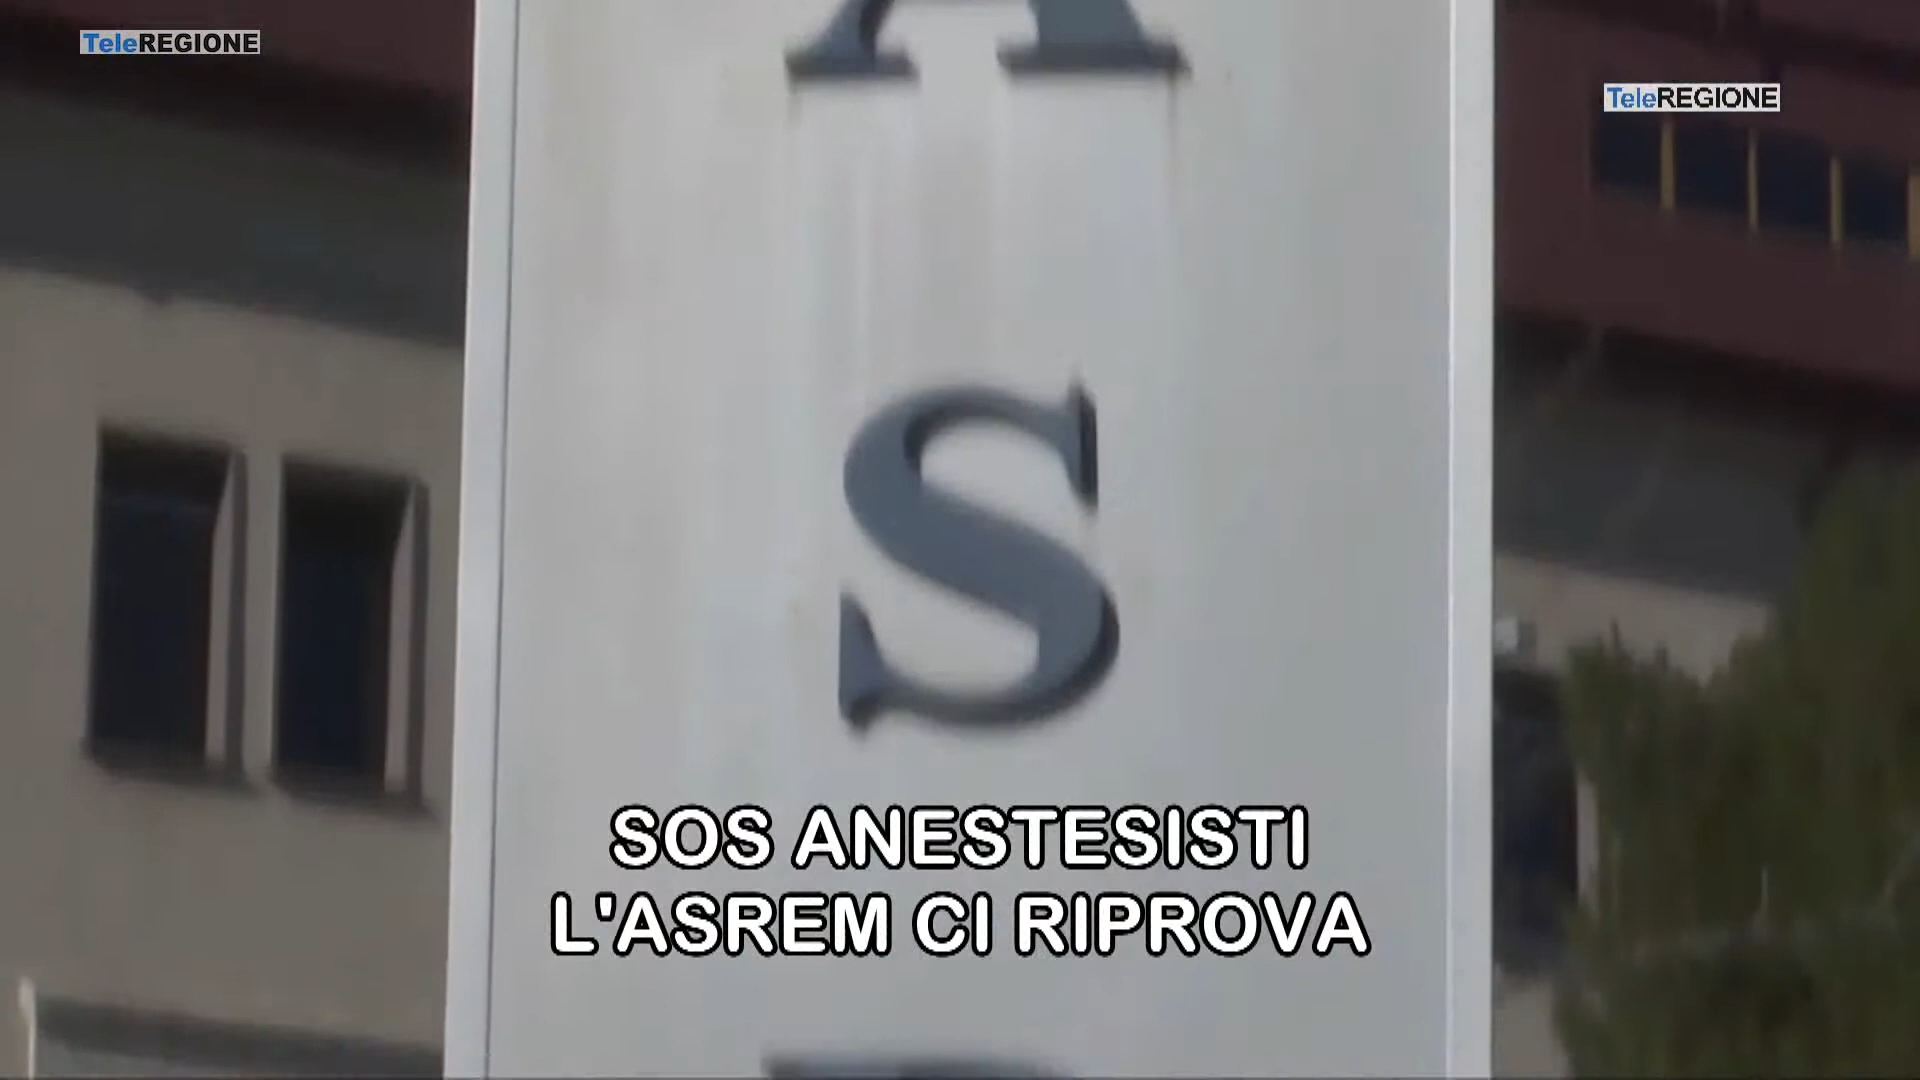 TeleREGIONE
TeleREGIONE
A
S
SOS ANESTESISTI
L'ASREM CI RIPROVA